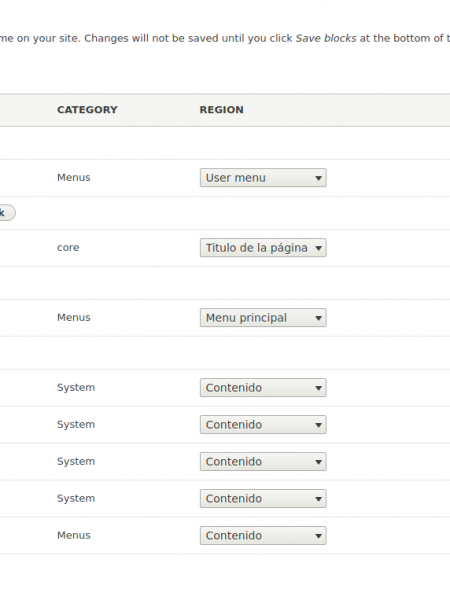 me on your site. Changes will not be saved until you click Save blocks at the bottom of t
CATEGORY REGION
Menus User menu
k
core Titulo de la página
Menus Menu principal
System Contenido
System Contenido
System Contenido
System Contenido
Menus Contenido